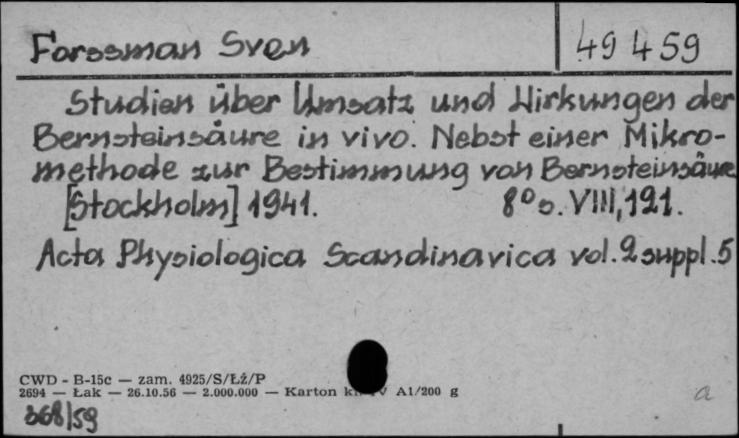 Forssman Sven 49 459
Studien über Umsatz und Wirkungen der
Bernsteinsäure in vivo. Nebst einer Mikro-
methode zur Bestimmung von Bernsteinsäure
[Stockholm] 1941. 8° s. VIII, 121.
Acta Physiologica Scandinavica vol. 2 suppl. 5
CWD - B-15c — zam. 4925/S/Łż/P
2694 — Łak — 26.10.56 — 2.000.000 — Karton kl. IV A1/200 g
368/59
a